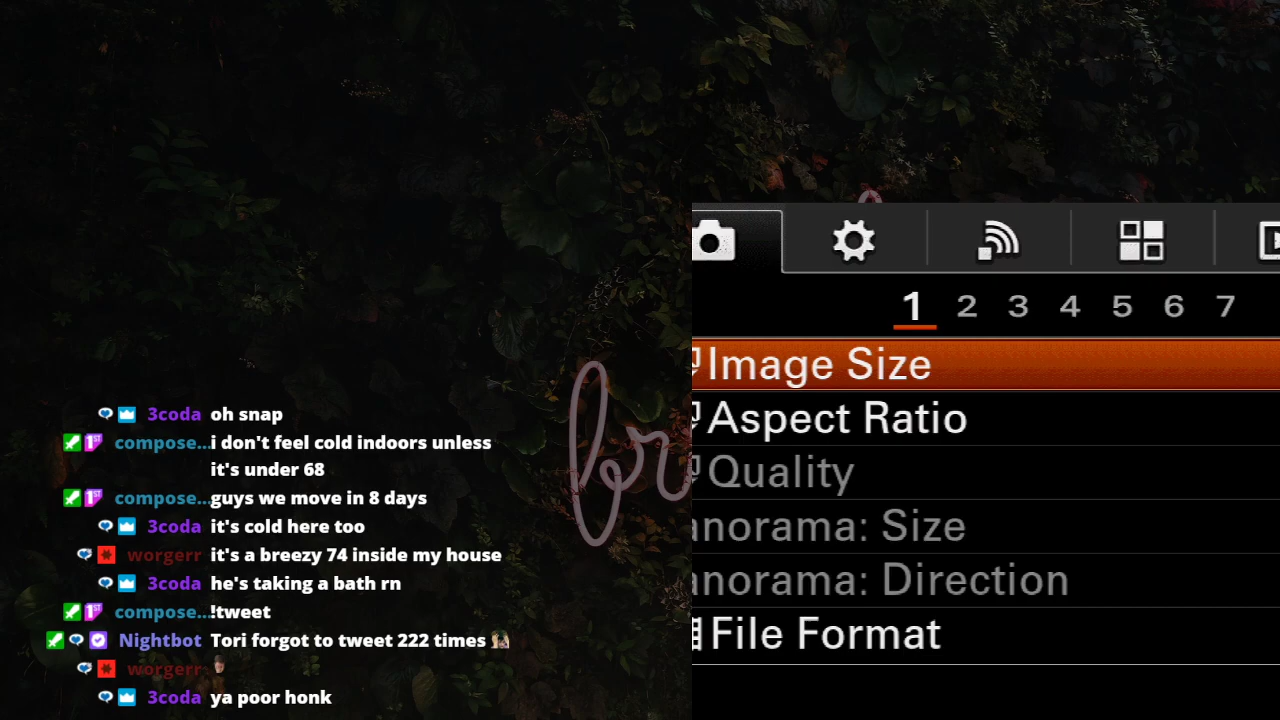 3coda oh snap
compose... i don't feel cold indoors unless
it's under 68
compose... guys we move in 8 days
3coda it's cold here too
worgerr it's a breezy 74 inside my house
3coda he's taking a bath rn
compose... !tweet
Nightbot Tori forgot to tweet 222 times
worgerr
3coda ya poor honk
br
1 2 3 4 5 6 7
Image Size
Aspect Ratio
Quality
anorama: Size
anorama: Direction
File Format